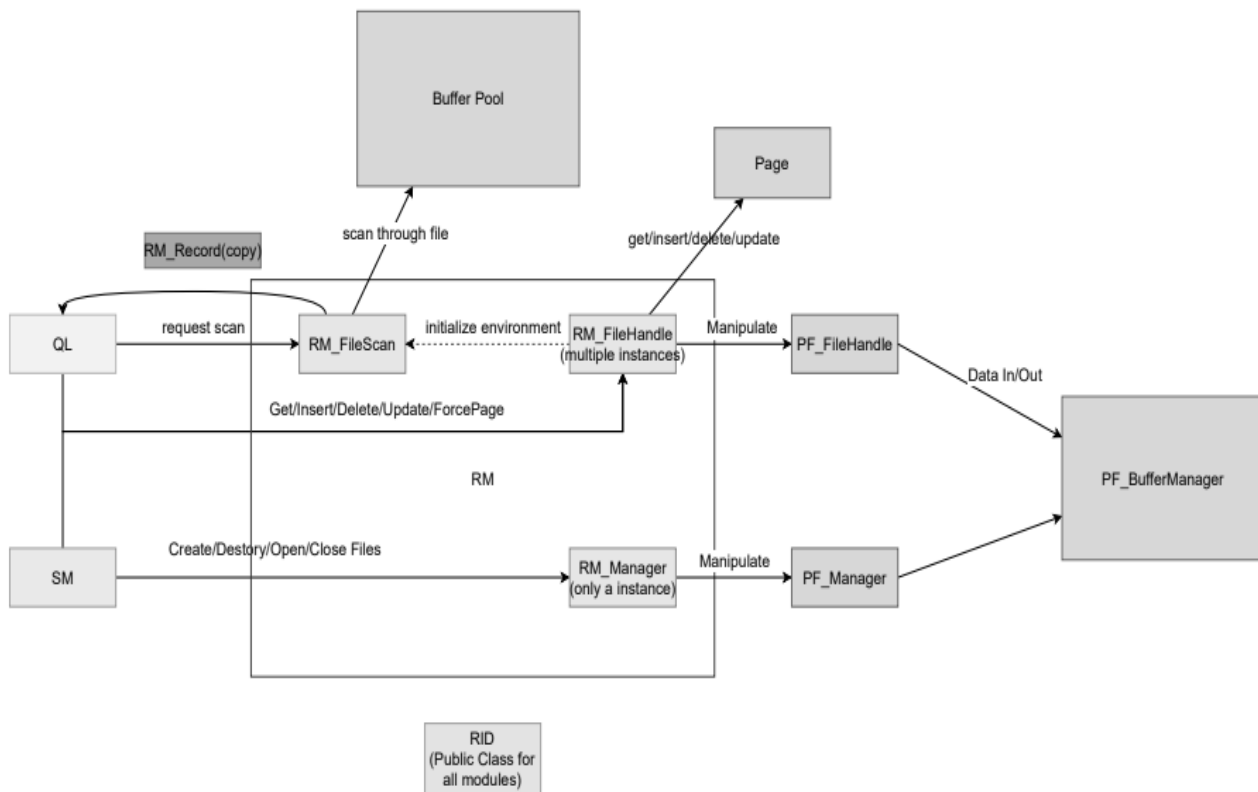 Buffer Pool
Page
scan through file
get/insert/delete/update
RM_Record(copy)
QL
request scan
RM_FileScan
initialize environment
RM_FileHandle
(multiple instances)
Manipulate
PF_FileHandle
Data In/Out
Get/Insert/Delete/Update/ForcePage
RM
PF_BufferManager
SM
Create/Destory/Open/Close Files
RM_Manager
(only a instance)
Manipulate
PF_Manager
RID
(Public Class for
all modules)